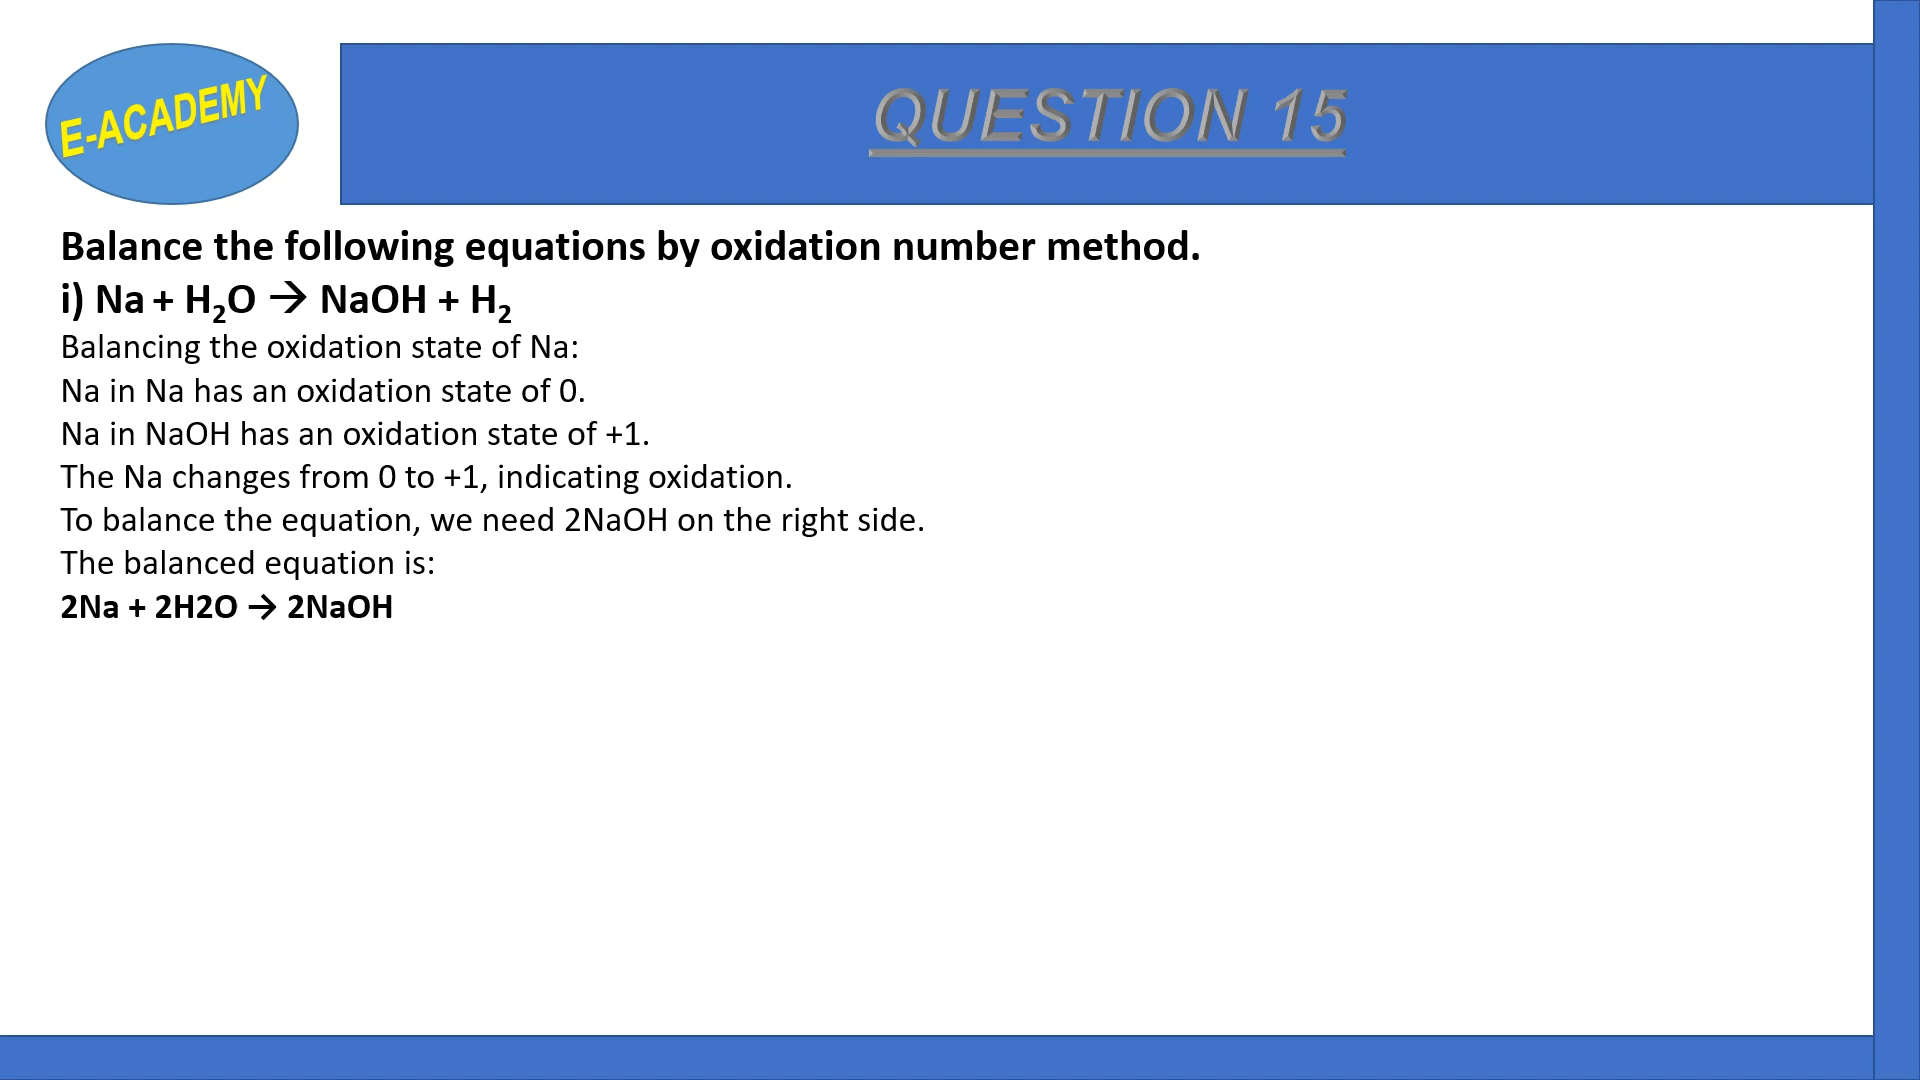 E-ACADEMY
QUESTION 15
Balance the following equations by oxidation number method.
i) Na + H₂O → NaOH + H₂
Balancing the oxidation state of Na:
Na in Na has an oxidation state of 0.
Na in NaOH has an oxidation state of +1.
The Na changes from 0 to +1, indicating oxidation.
To balance the equation, we need 2NaOH on the right side.
The balanced equation is:
2Na + 2H2O → 2NaOH